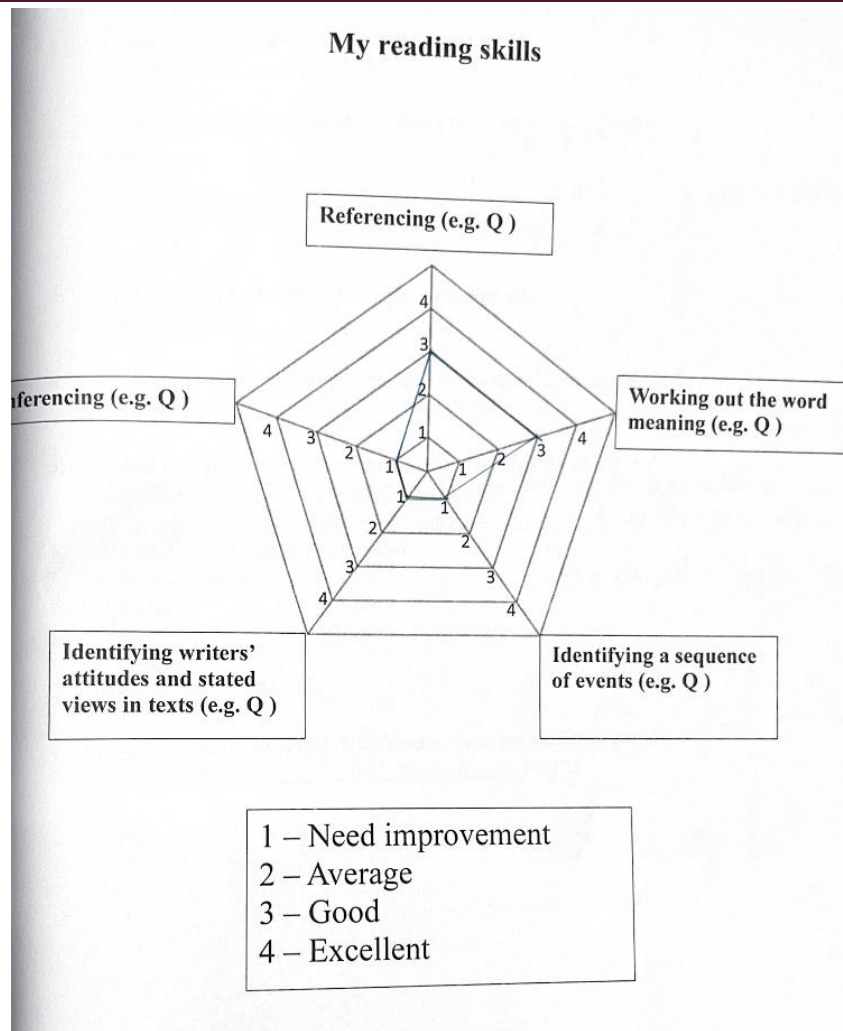 My reading skills
Referencing (e.g. Q )
4
3
2
1
nferencing (e.g. Q )
4
3
2
1
Working out the word
meaning (e.g. Q )
1
2
3
4
1
2
3
4
1
2
3
4
Identifying writers'
attitudes and stated
views in texts (e.g. Q )
Identifying a sequence
of events (e.g. Q )
1 – Need improvement
2 – Average
3 – Good
4 – Excellent